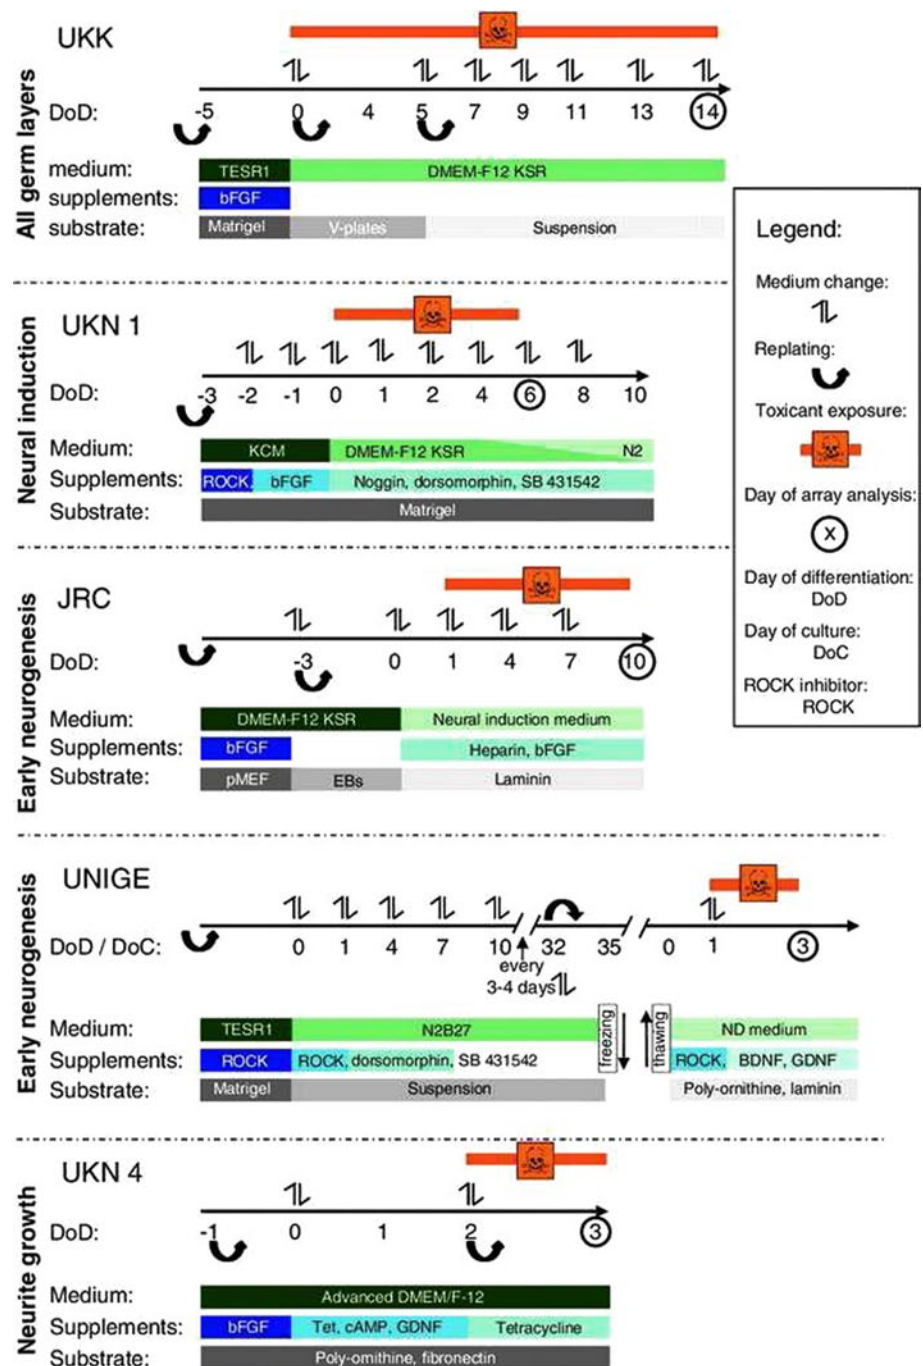 All germ layers
UKK
DoD: -5 0 4 5 7 9 11 13 14
medium: TESR1 DMEM-F12 KSR
supplements: bFGF
substrate: Matrigel V-plates Suspension
Neural induction
UKN 1
DoD: -3 -2 -1 0 1 2 4 6 8 10
Medium: KCM DMEM-F12 KSR N2
Supplements: ROCK bFGF Noggin, dorsomorphin, SB 431542
Substrate: Matrigel
Early neurogenesis
JRC
DoD: -3 0 1 4 7 10
Medium: DMEM-F12 KSR Neural induction medium
Supplements: bFGF Heparin, bFGF
Substrate: pMEF EBs Laminin
Early neurogenesis
UNIGE
DoD / DoC: 0 1 4 7 10 32 35 0 1 3
every
3-4 days
Medium: TESR1 N2B27 freezing thawing ND medium
Supplements: ROCK ROCK, dorsomorphin, SB 431542 ROCK, BDNF, GDNF
Substrate: Matrigel Suspension Poly-ornithine, laminin
Neurite growth
UKN 4
DoD: -1 0 1 2 3
Medium: Advanced DMEM/F-12
Supplements: bFGF Tet, cAMP, GDNF Tetracycline
Substrate: Poly-ornithine, fibronectin
Legend:
Medium change:
Replating:
Toxicant exposure:
Day of array analysis:
X
Day of differentiation:
DoD
Day of culture:
DoC
ROCK inhibitor:
ROCK